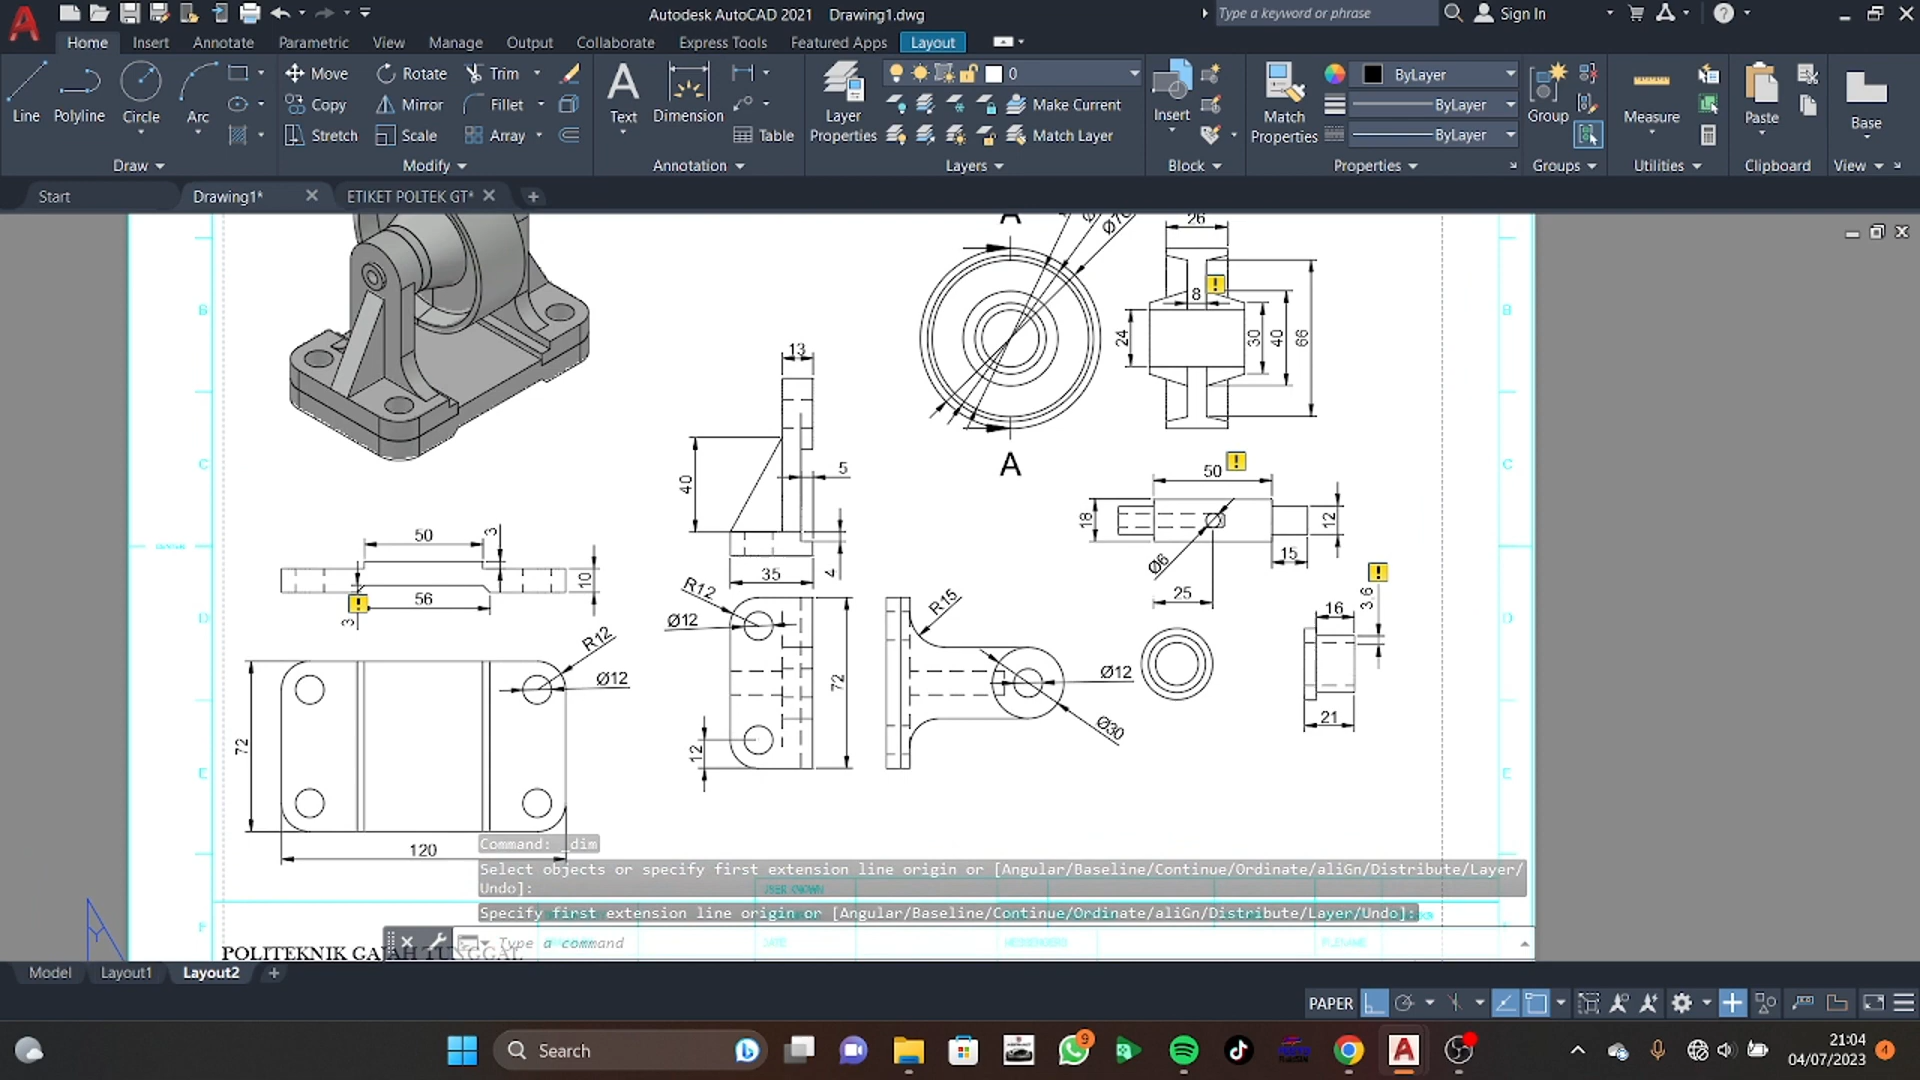 Autodesk AutoCAD 2021 Drawing1.dwg
Type a keyword or phrase
Sign In
Home Insert Annotate Parametric View Manage Output Collaborate Express Tools Featured Apps Layout
Line Polyline Circle Arc
Move Rotate Trim
Copy Mirror Fillet
Stretch Scale Array
Text Dimension Table
Layer Properties
0
Make Current
Match Layer
Insert
Match Properties
ByLayer
ByLayer
ByLayer
Group Measure Paste Base
Draw Modify Annotation Layers Block Properties Groups Utilities Clipboard View
Start Drawing1* ETIKET POLTEK GT*
A
26
B
8
24
30
40
66
B
13
40
5
35
4
C
A
C
50
18
12
Ø6
15
25
50
3
10
56
3
D
R12
Ø12
72
120
R12
Ø12
72
12
R15
Ø12
Ø30
16
3,6
21
D
E
E
F
Command: _dim
Select objects or specify first extension line origin or [Angular/Baseline/Continue/Ordinate/aliGn/Distribute/Layer/
Undo]:
Specify first extension line origin or [Angular/Baseline/Continue/Ordinate/aliGn/Distribute/Layer/Undo]:
Type a command
Y
POLITEKNIK GAJAH TUNGGAL
DATE
Model Layout1 Layout2
PAPER
Search
9
21:04
04/07/2023
4